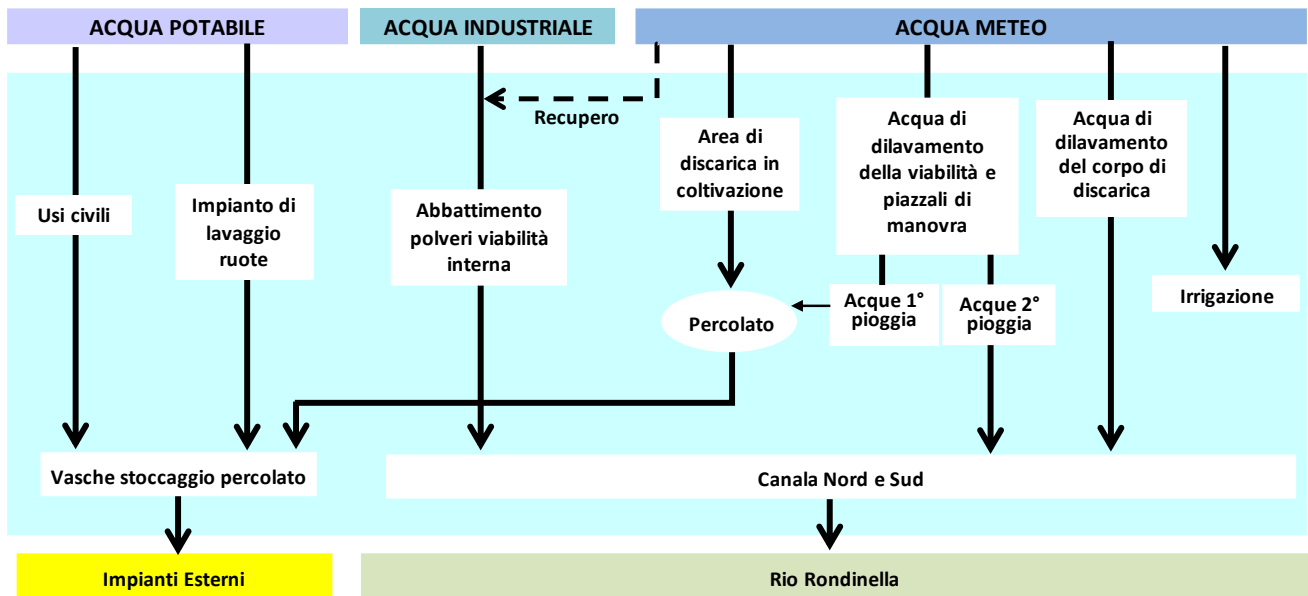 ACQUA POTABILE
ACQUA INDUSTRIALE
ACQUA METEO
Recupero
Usi civili
Impianto di
lavaggio
ruote
Abbattimento
polveri viabilità
interna
Area di
discarica in
coltivazione
Acqua di
dilavamento
della viabilità e
piazzali di
manovra
Acqua di
dilavamento
del corpo di
discarica
Irrigazione
Percolato
Acque 1°
pioggia
Acque 2°
pioggia
Vasche stoccaggio percolato
Canala Nord e Sud
Impianti Esterni
Rio Rondinella